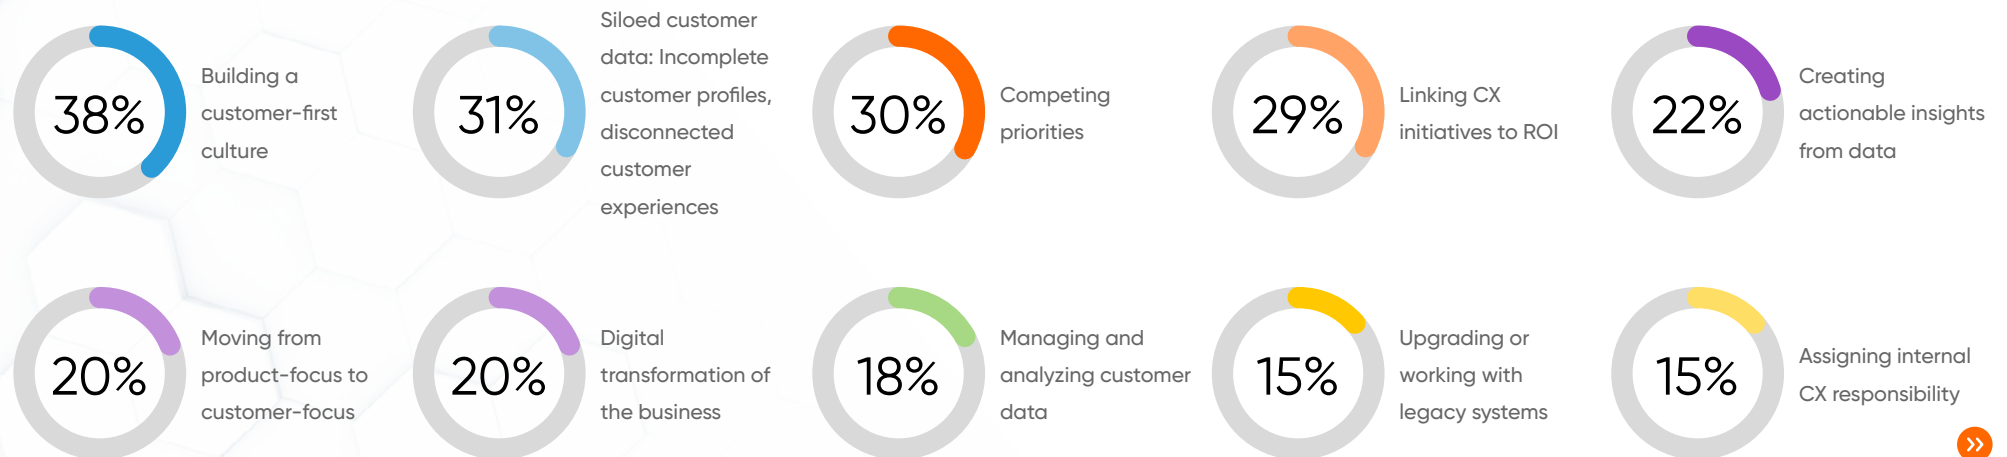 38%
Building a
customer-first
culture
31%
Siloed customer
data: Incomplete
customer profiles,
disconnected
customer
experiences
30%
Competing
priorities
29%
Linking CX
initiatives to ROI
22%
Creating
actionable insights
from data
20%
Moving from
product-focus to
customer-focus
20%
Digital
transformation of
the business
18%
Managing and
analyzing customer
data
15%
Upgrading or
working with
legacy systems
15%
Assigning internal
CX responsibility